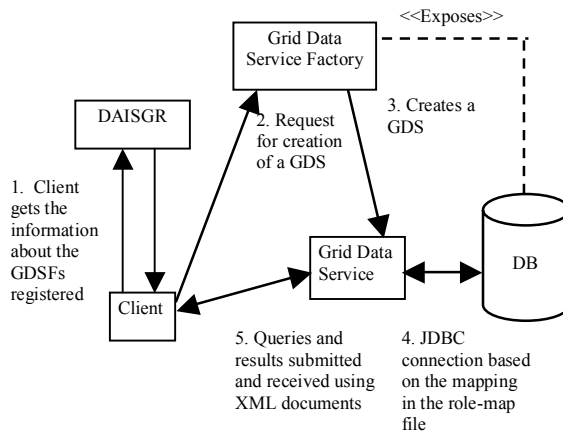 <<Exposes>>
Grid Data
Service Factory
DAISGR
2. Request
for creation
of a GDS
3. Creates a
GDS
1. Client
gets the
information
about the
GDSFs
registered
Grid Data
Service
DB
Client
5. Queries and
results submitted
and received using
XML documents
4. JDBC
connection based
on the mapping
in the role-map
file